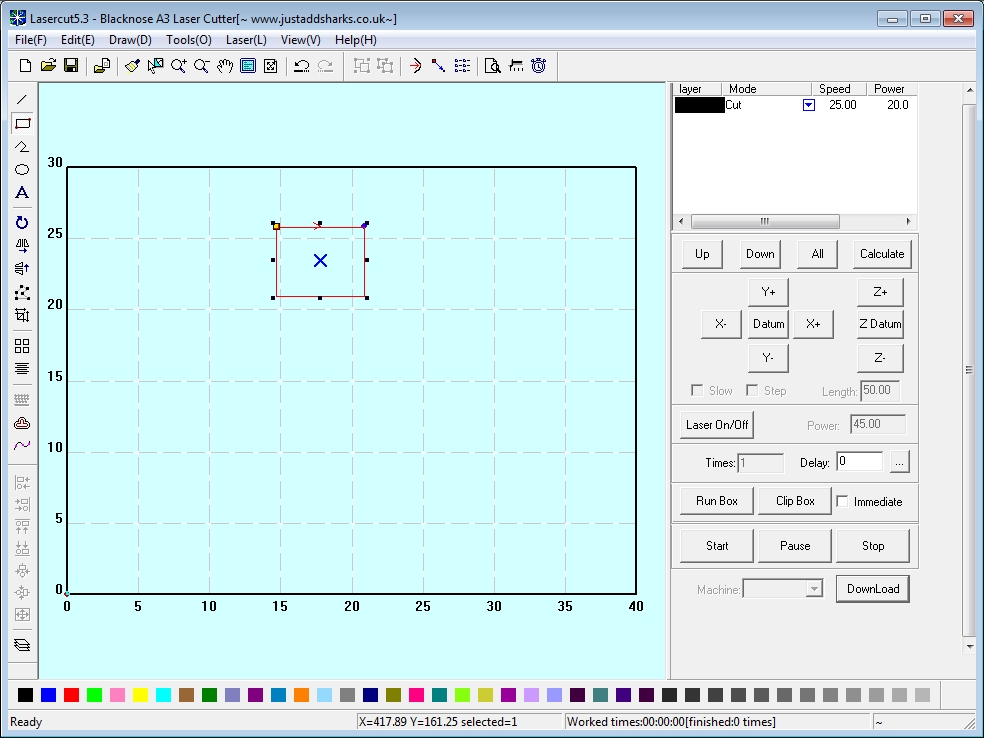 Lasercut5.3 - Blacknose A3 Laser Cutter[~ www.justaddsharks.co.uk~]
File(F) Edit(E) Draw(D) Tools(O) Laser(L) View(V) Help(H)
layer Mode Speed Power
Cut 25.00 20.0
30
25
20
15
10
5
0
0 5 10 15 20 25 30 35 40
Up Down All Calculate
Y+ Z+
X- Datum X+ Z Datum
Y- Z-
Slow Step Length: 50.00
Laser On/Off Power: 45.00
Times: 1 Delay: 0 ...
Run Box Clip Box Immediate
Start Pause Stop
Machine: DownLoad
Ready X=417.89 Y=161.25 selected=1 Worked times:00:00:00[finished:0 times] ~